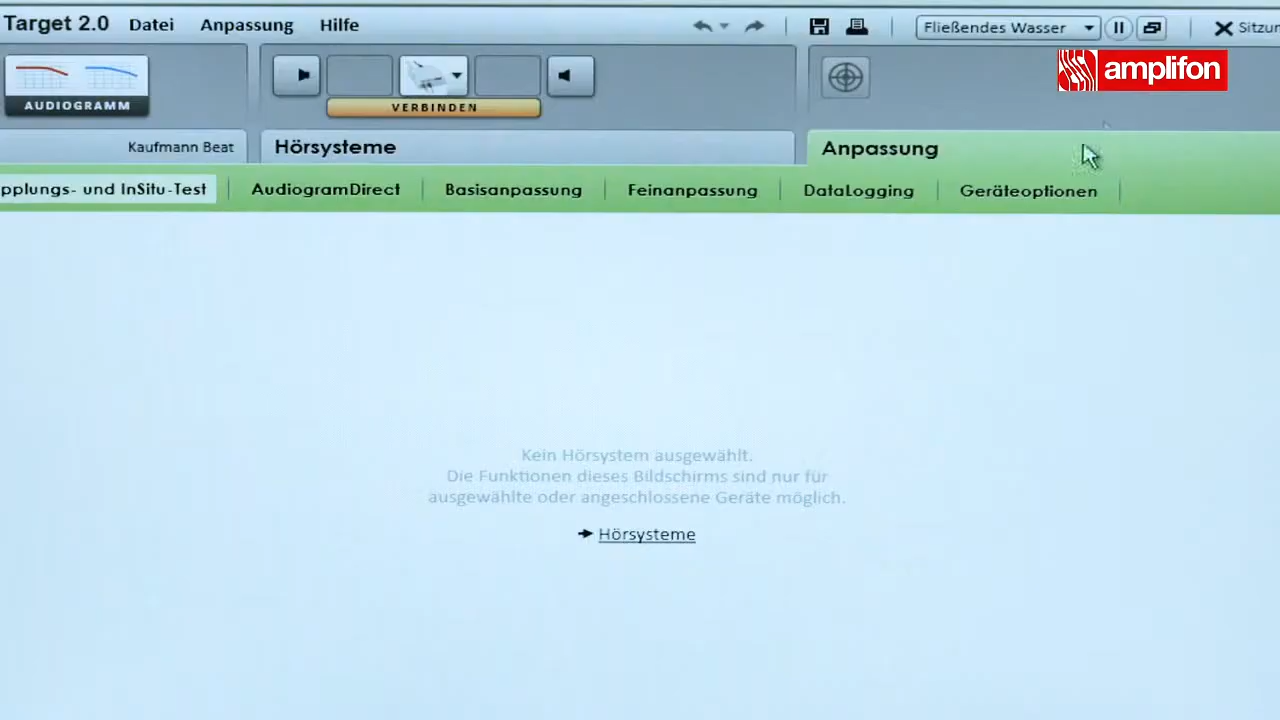 Target 2.0 Datei Anpassung Hilfe Fließendes Wasser Sitzun
amplifon
AUDIOGRAMM
VERBINDEN
Kaufmann Beat Hörsysteme Anpassung
pplungs- und InSitu-Test AudiogramDirect Basisanpassung Feinanpassung DataLogging Geräteoptionen
Kein Hörsystem ausgewählt.
Die Funktionen dieses Bildschirms sind nur für
ausgewählte oder angeschlossene Geräte möglich.
Hörsysteme